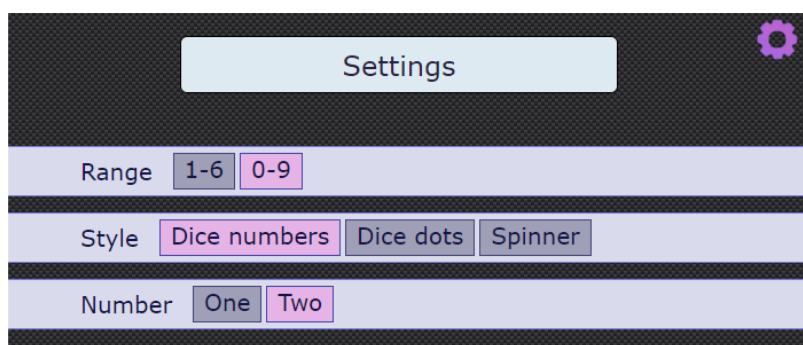 Settings
Range 1-6 0-9
Style Dice numbers Dice dots Spinner
Number One Two